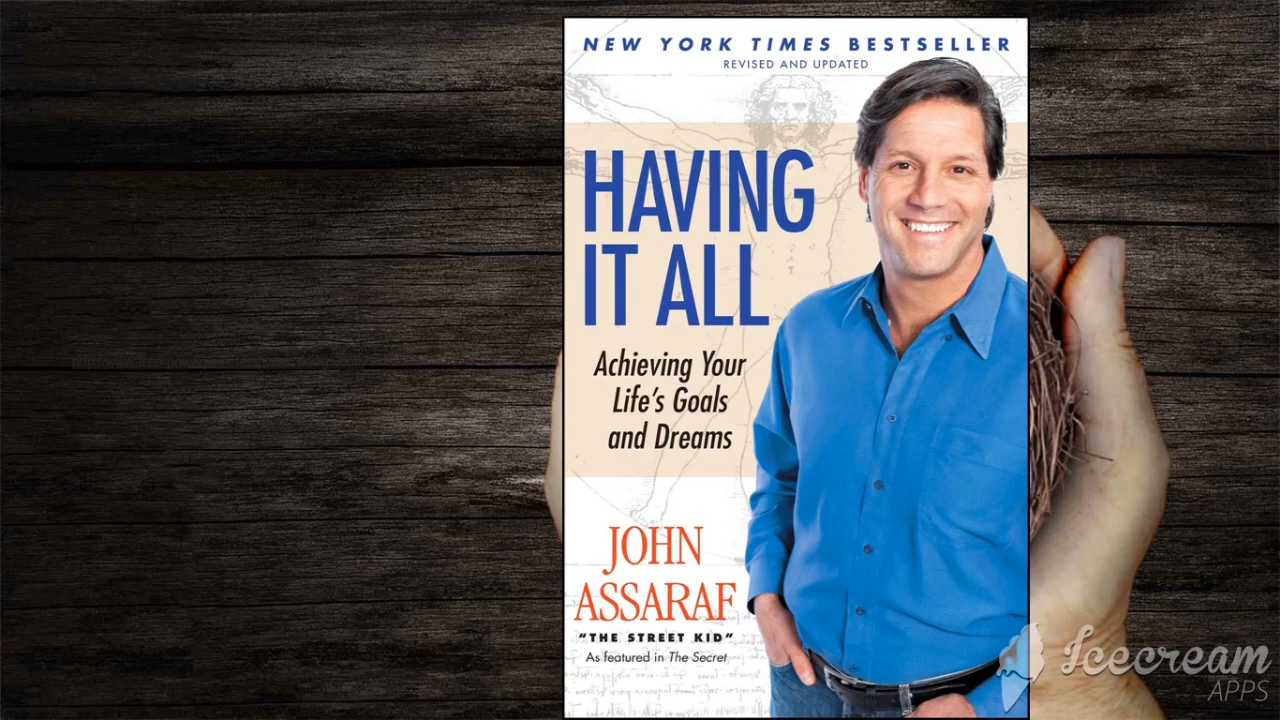 NEW YORK TIMES BESTSELLER
REVISED AND UPDATED
HAVING
IT ALL
Achieving Your
Life's Goals
and Dreams
JOHN
ASSARAF
"THE STREET KID"
As featured in The Secret
Icecream
APPS